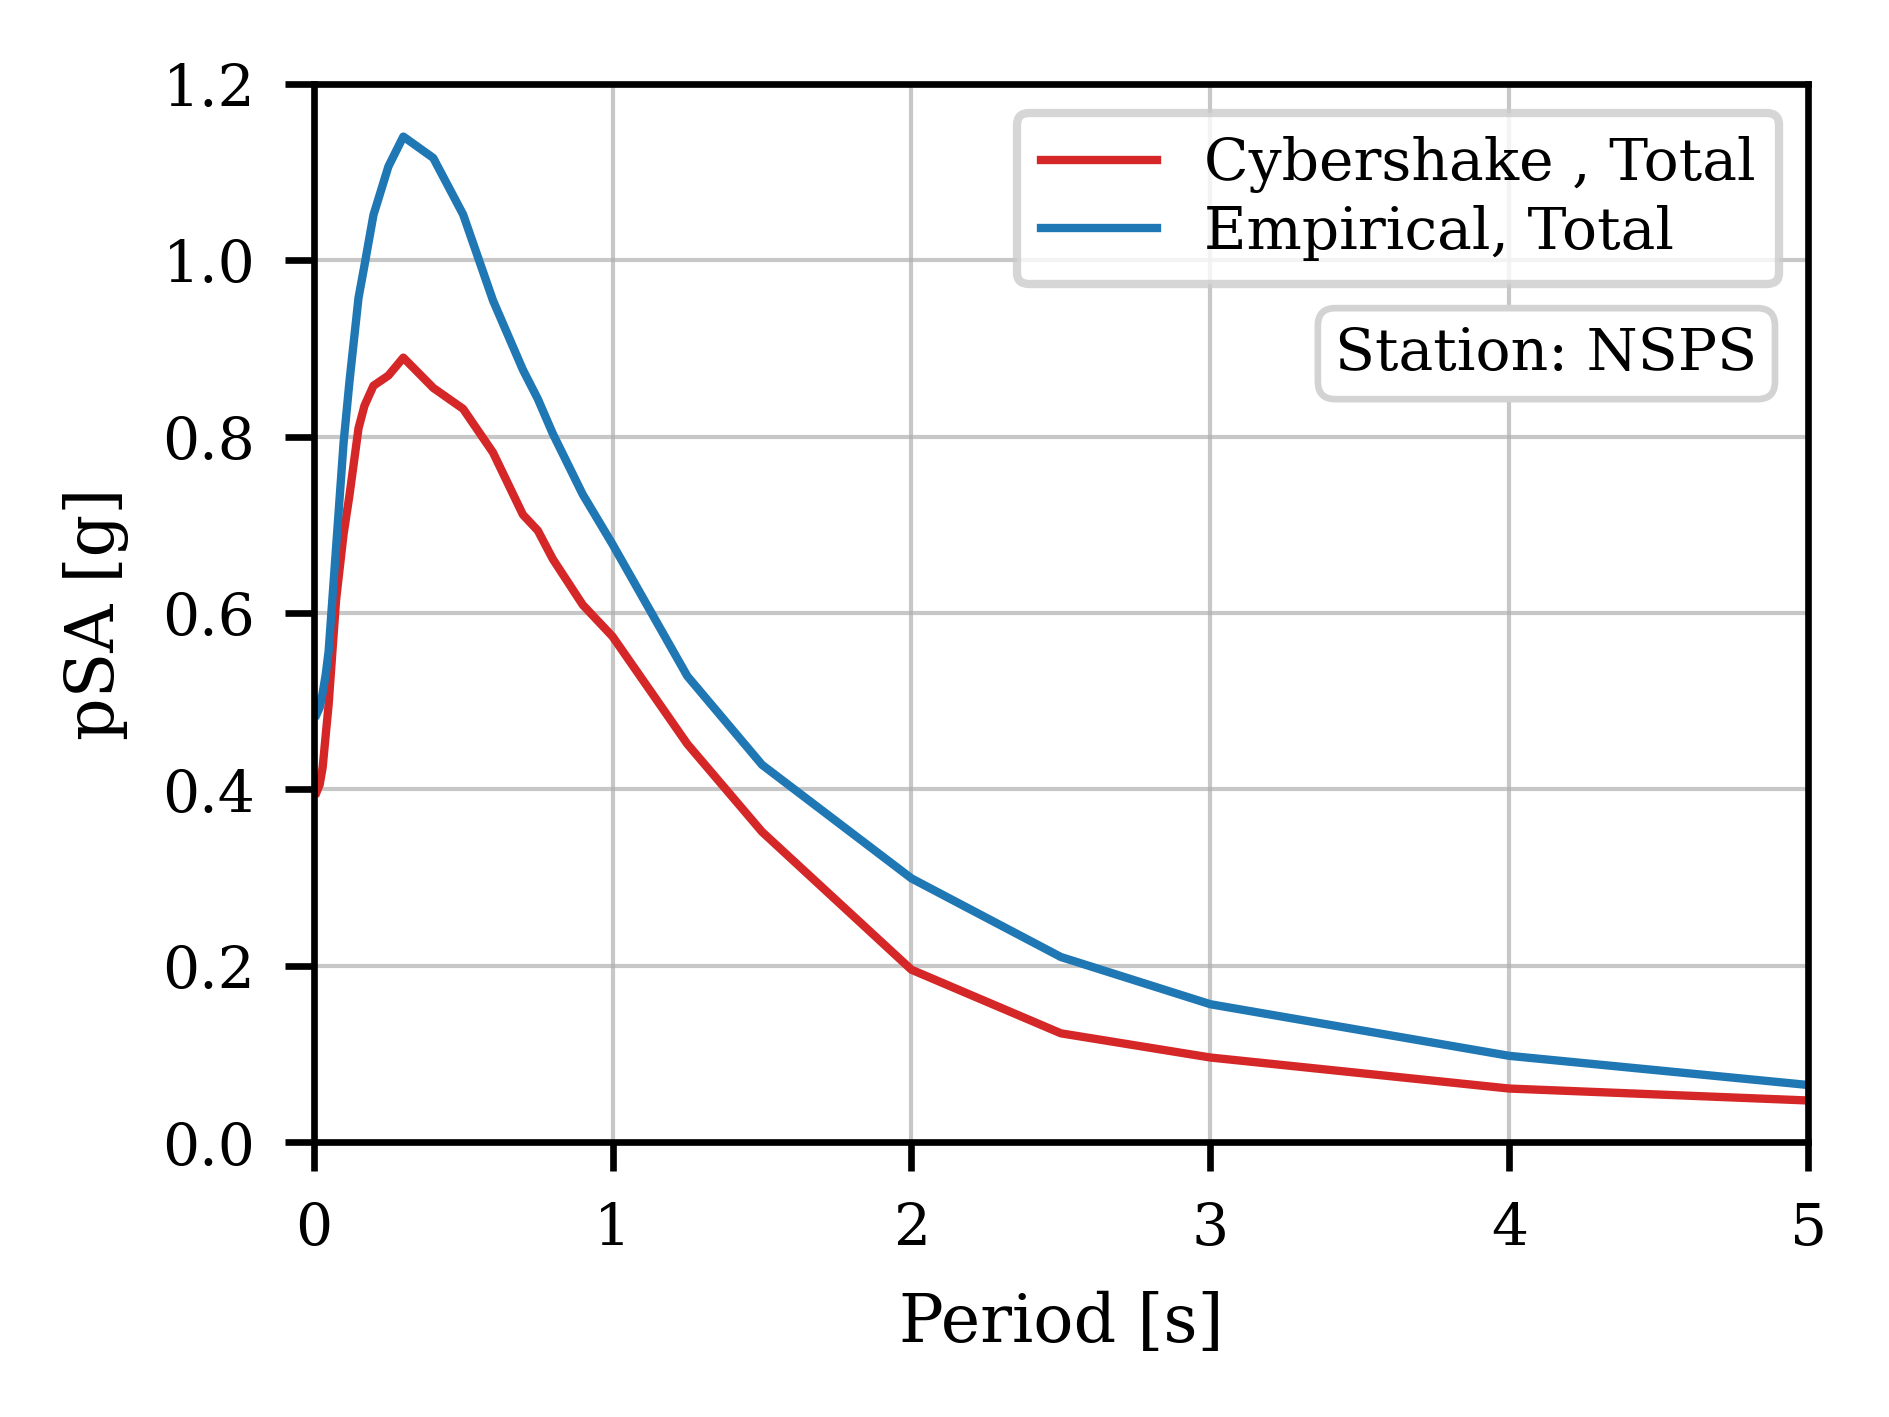 1.2
1.0
0.8
0.6
0.4
0.2
0.0
pSA [g]
Cybershake , Total
Empirical, Total
Station: NSPS
0 1 2 3 4 5
Period [s]